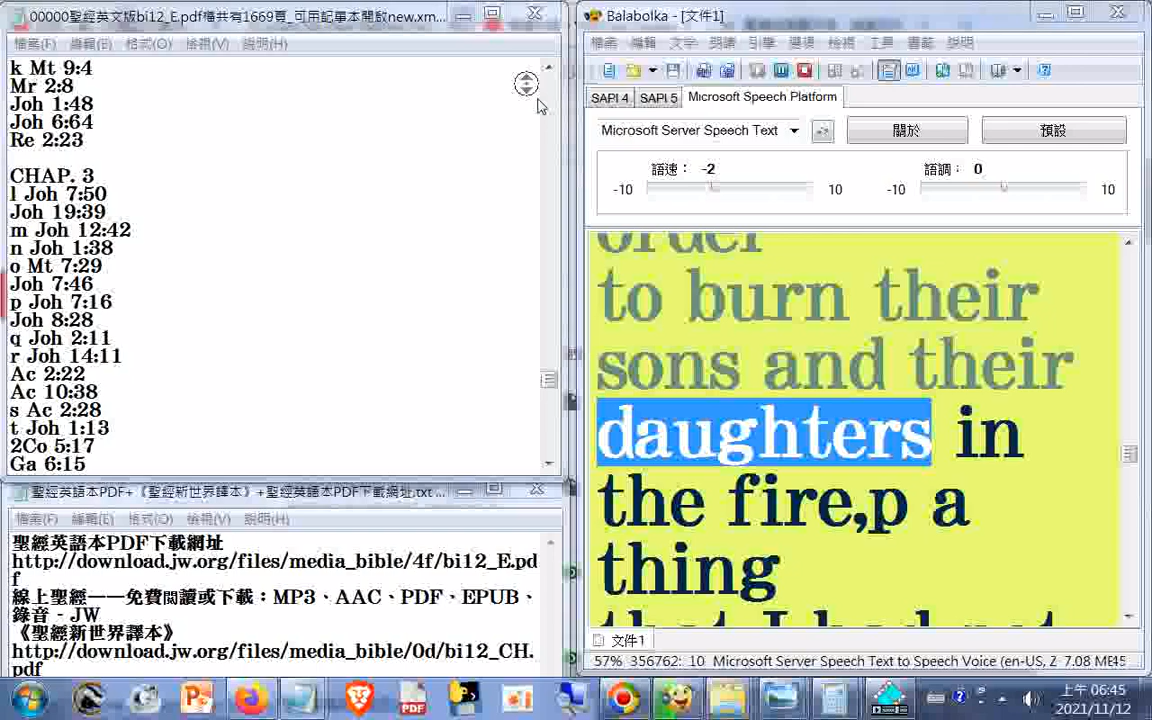 00000聖經英文版bi12_E.pdf檔共有1669頁_可用記事本開啟new.xm...
檔案(F) 編輯(E) 格式(O) 檢視(V) 說明(H)
k Mt 9:4
Mr 2:8
Joh 1:48
Joh 6:64
Re 2:23
CHAP. 3
l Joh 7:50
Joh 19:39
m Joh 12:42
n Joh 1:38
o Mt 7:29
Joh 7:46
p Joh 7:16
Joh 8:28
q Joh 2:11
r Joh 14:11
Ac 2:22
Ac 10:38
s Ac 2:28
t Joh 1:13
2Co 5:17
Ga 6:15
聖經英語本PDF+《聖經新世界譯本》+聖經英語本PDF下載網址.txt ...
檔案(F) 編輯(E) 格式(O) 檢視(V) 說明(H)
聖經英語本PDF下載網址
http://download.jw.org/files/media_bible/4f/bi12_E.pd
f
線上聖經——免費閱讀或下載：MP3、AAC、PDF、EPUB、
錄音 - JW
《聖經新世界譯本》
http://download.jw.org/files/media_bible/0d/bi12_CH.
pdf
Balabolka - [文件1]
檔案 編輯 文字 朗讀 引擎 選項 檢視 工具 書籤 說明
SAPI 4 SAPI 5 Microsoft Speech Platform
Microsoft Server Speech Text 關於 預設
語速： -2 語調： 0
-10 10 -10 10
order
to burn their
sons and their
daughters in
the fire,p a
thing
that I had not
文件1
57% 356762: 10 Microsoft Server Speech Text to Speech Voice (en-US, Z 7.08 ME45
上午 06:45
2021/11/12